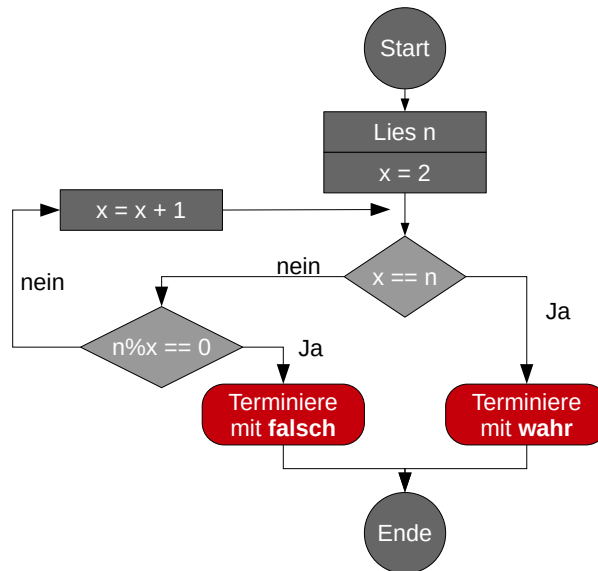 Start
Lies n
x = 2
x = x + 1
x == n
nein
Ja
nein
n%x == 0
Ja
Terminiere
mit falsch
Terminiere
mit wahr
Ende